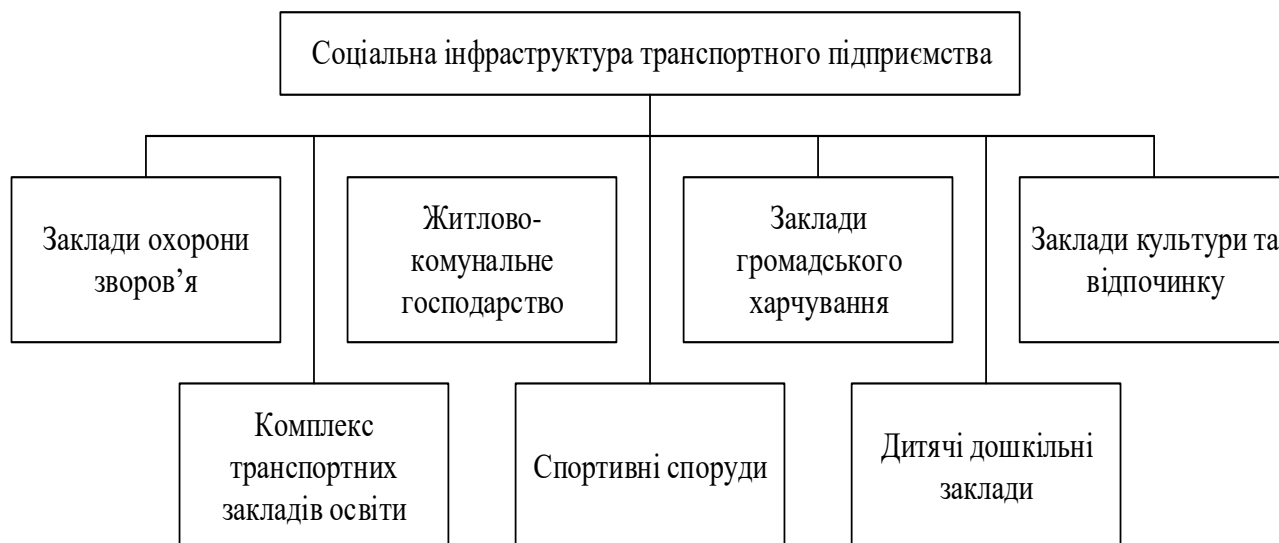 Соціальна інфраструктура транспортного підприємства
Заклади охорони
зворов’я
Житлово-
комунальне
господарство
Заклади
громадського
харчування
Заклади культури та
відпочинку
Комплекс
транспортних
закладів освіти
Спортивні споруди
Дитячі дошкільні
заклади